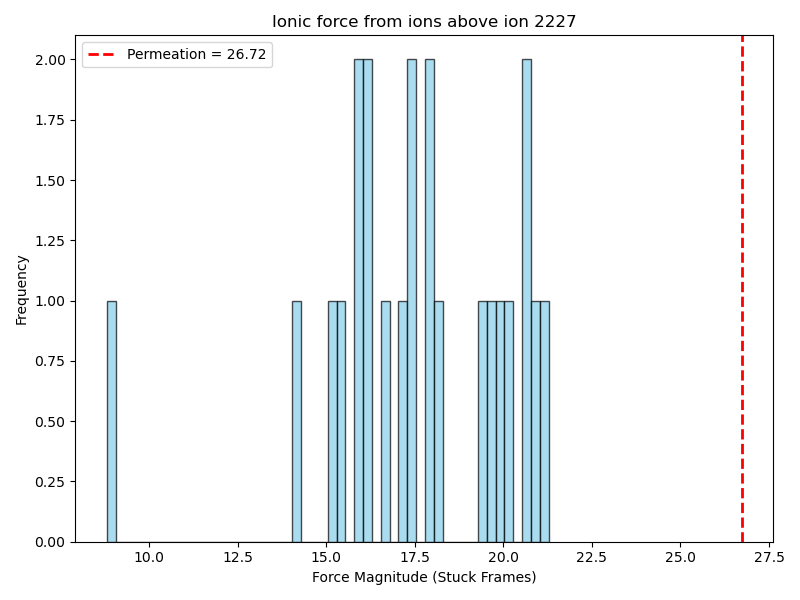 Ionic force from ions above ion 2227
Permeation = 26.72
2.00
1.75
1.50
1.25
1.00
0.75
0.50
0.25
0.00
Frequency
10.0 12.5 15.0 17.5 20.0 22.5 25.0 27.5
Force Magnitude (Stuck Frames)